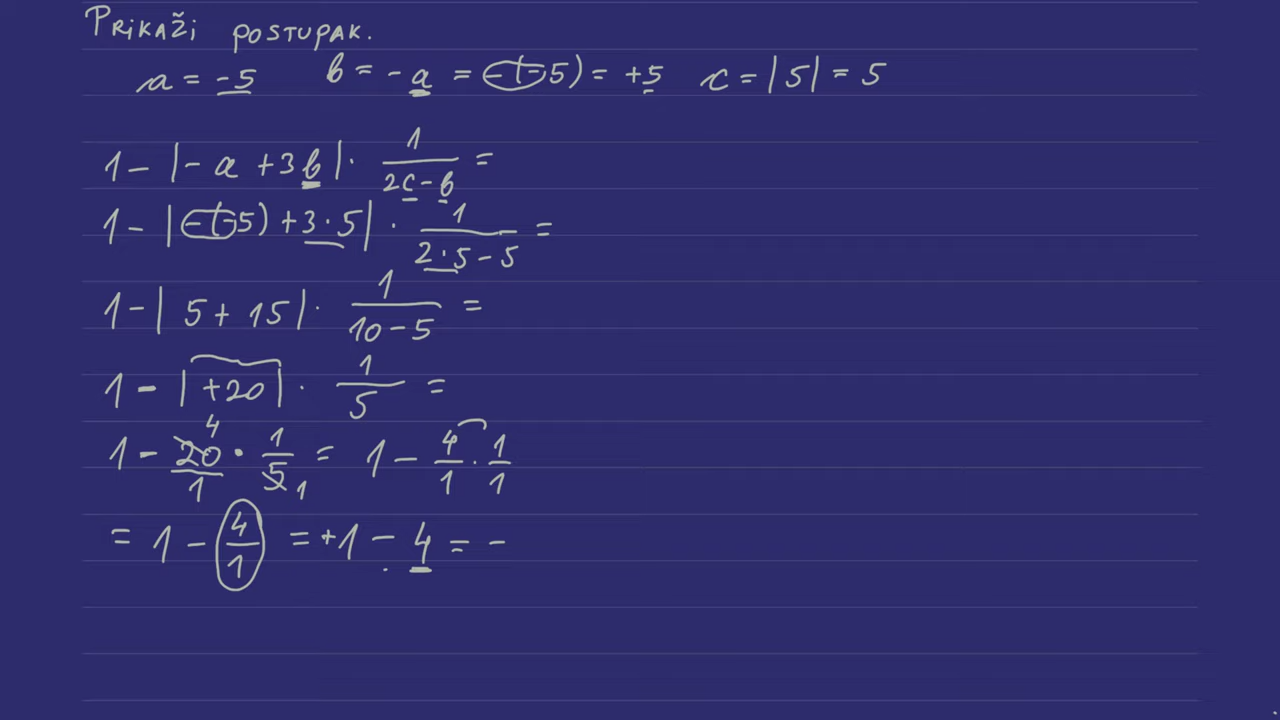 PRIKAŽI POSTUPAK.
a = -5 b = -a = -(-5) = +5 c = |5| = 5
1 - |-a + 3b| · 1/(2c - b) =
1 - |-(-5) + 3·5| · 1/(2·5 - 5) =
1 - |5 + 15| · 1/(10 - 5) =
1 - |+20| · 1/5 =
4
1 - 20/1 · 1/5 1 = 1 - 4/1 · 1/1
= 1 - 4/1 = +1 - 4 = -